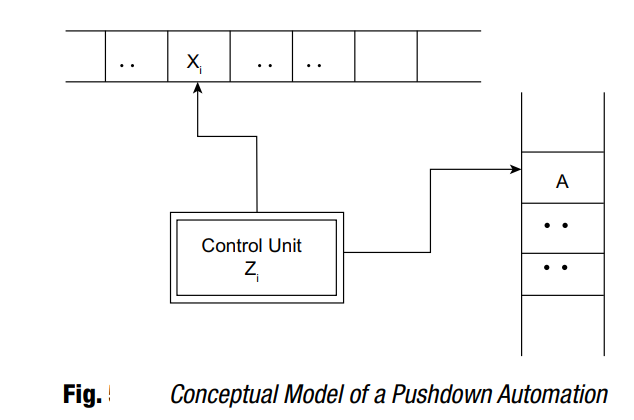 .. Xᵢ .. ..
A
..
Control Unit
Zᵢ
..
Fig. Conceptual Model of a Pushdown Automation